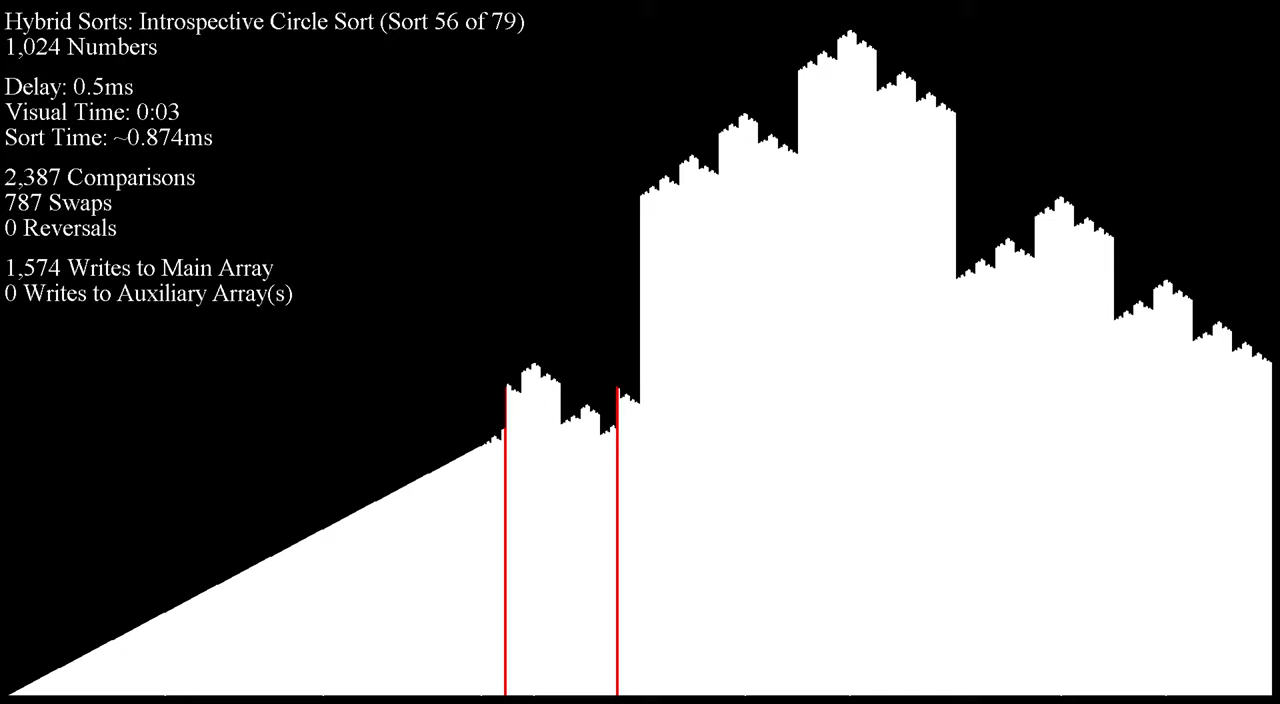 Hybrid Sorts: Introspective Circle Sort (Sort 56 of 79)
1,024 Numbers
Delay: 0.5ms
Visual Time: 0:03
Sort Time: ~0.874ms
2,387 Comparisons
787 Swaps
0 Reversals
1,574 Writes to Main Array
0 Writes to Auxiliary Array(s)